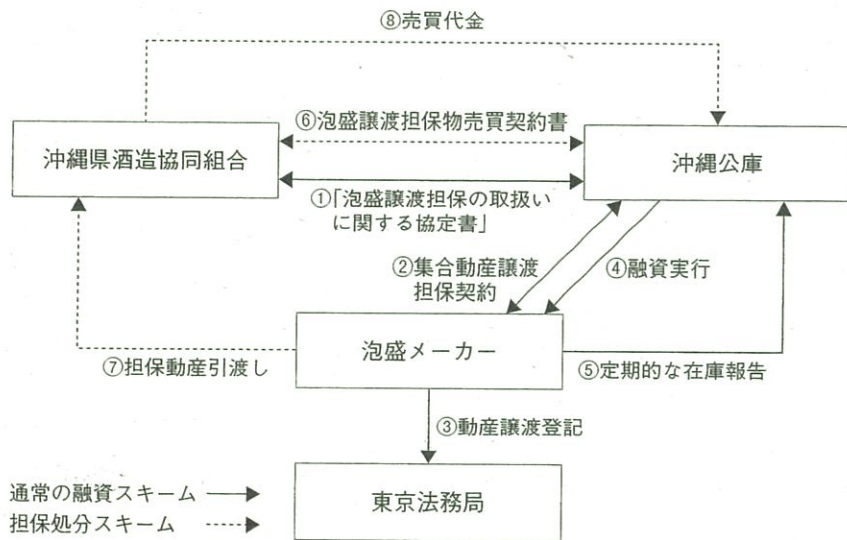 ⑧売買代金
⑥泡盛譲渡担保物売買契約書
沖縄県酒造協同組合
沖縄公庫
①「泡盛譲渡担保の取扱い
に関する協定書」
②集合動産譲渡
担保契約
④融資実行
泡盛メーカー
⑦担保動産引渡し
⑤定期的な在庫報告
③動産譲渡登記
東京法務局
通常の融資スキーム
担保処分スキーム